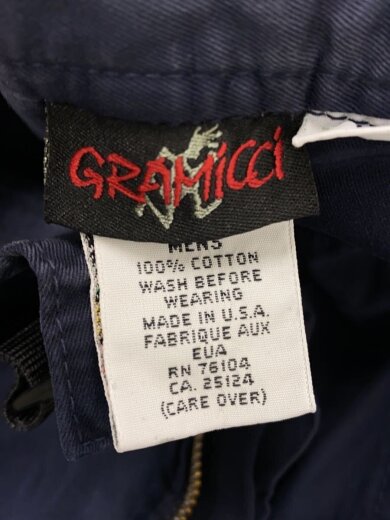 GRAMICCI
MENS
100% COTTON
WASH BEFORE
WEARING
MADE IN U.S.A.
FABRIQUE AUX
EUA
RN 76104
CA. 25124
(CARE OVER)